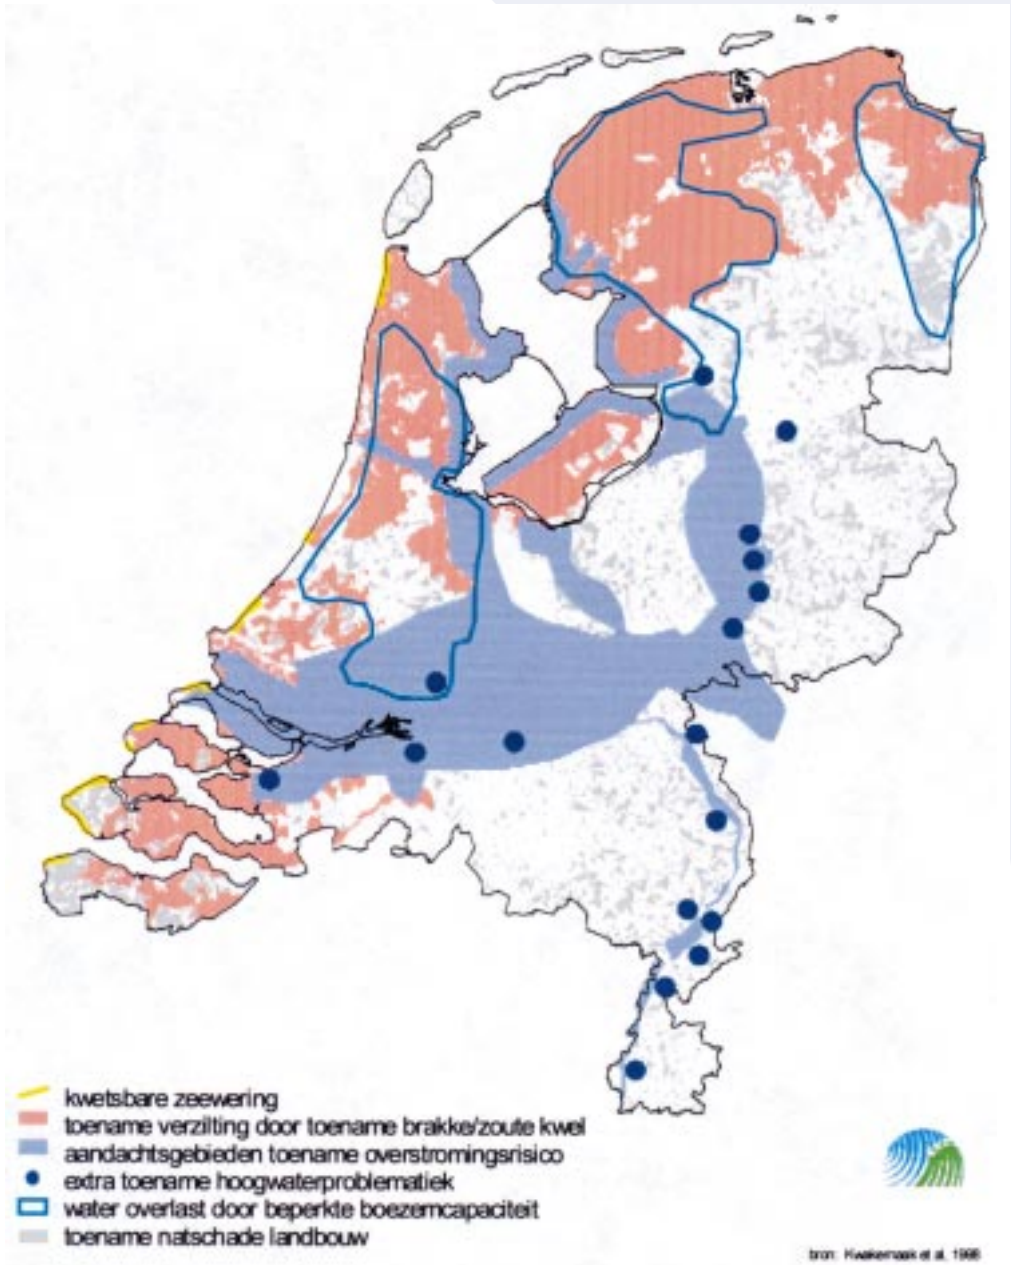 kwetsbare zeewering
toename verzilting door toename brakke/zoute kwel
aandachtsgebieden toename overstromingsrisico
extra toename hoogwaterproblematiek
water overlast door beperkte boezemcapaciteit
toename natschade landbouw
bron: Kwakernaak et al. 1998